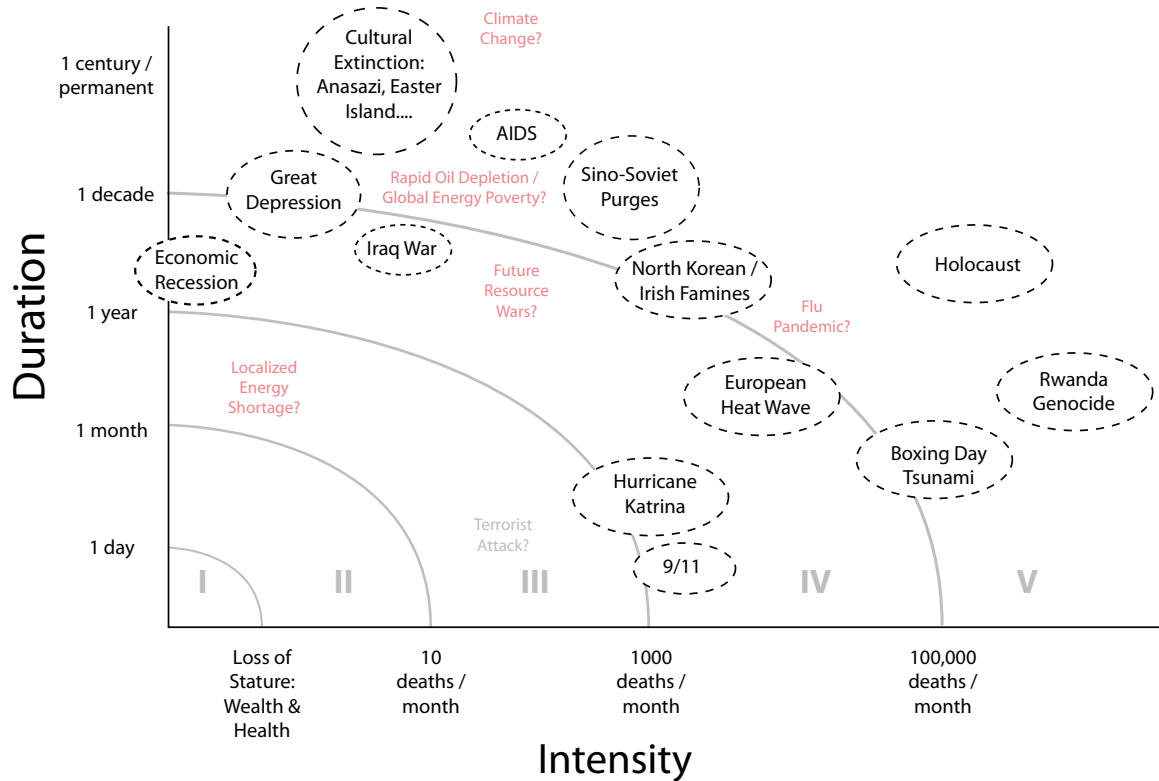 Climate
Change?
1 century /
permanent
Cultural
Extinction:
Anasazi, Easter
Island....
AIDS
1 decade
Great
Depression
Rapid Oil Depletion /
Global Energy Poverty?
Sino-Soviet
Purges
Duration
Economic
Recession
Iraq War
Future
Resource
Wars?
North Korean /
Irish Famines
Holocaust
1 year
Flu
Pandemic?
Localized
Energy
Shortage?
European
Heat Wave
Rwanda
Genocide
1 month
Boxing Day
Tsunami
Hurricane
Katrina
1 day
Terrorist
Attack?
9/11
I
II
III
IV
V
Loss of
Stature:
Wealth &
Health
10
deaths /
month
1000
deaths /
month
100,000
deaths /
month
Intensity